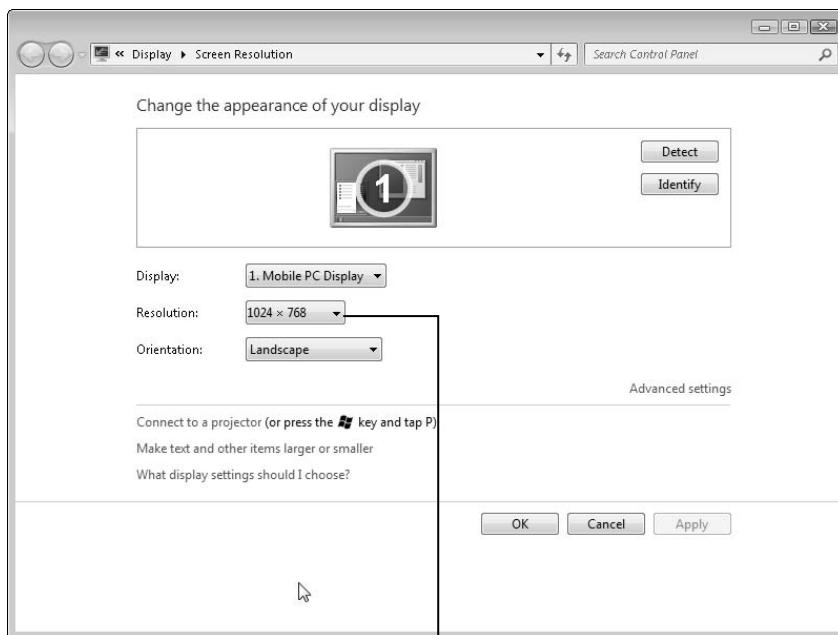 « Display ▸ Screen Resolution Search Control Panel
Change the appearance of your display
1
Detect
Identify
Display: 1. Mobile PC Display
Resolution: 1024 × 768
Orientation: Landscape
Advanced settings
Connect to a projector (or press the key and tap P)
Make text and other items larger or smaller
What display settings should I choose?
OK Cancel Apply